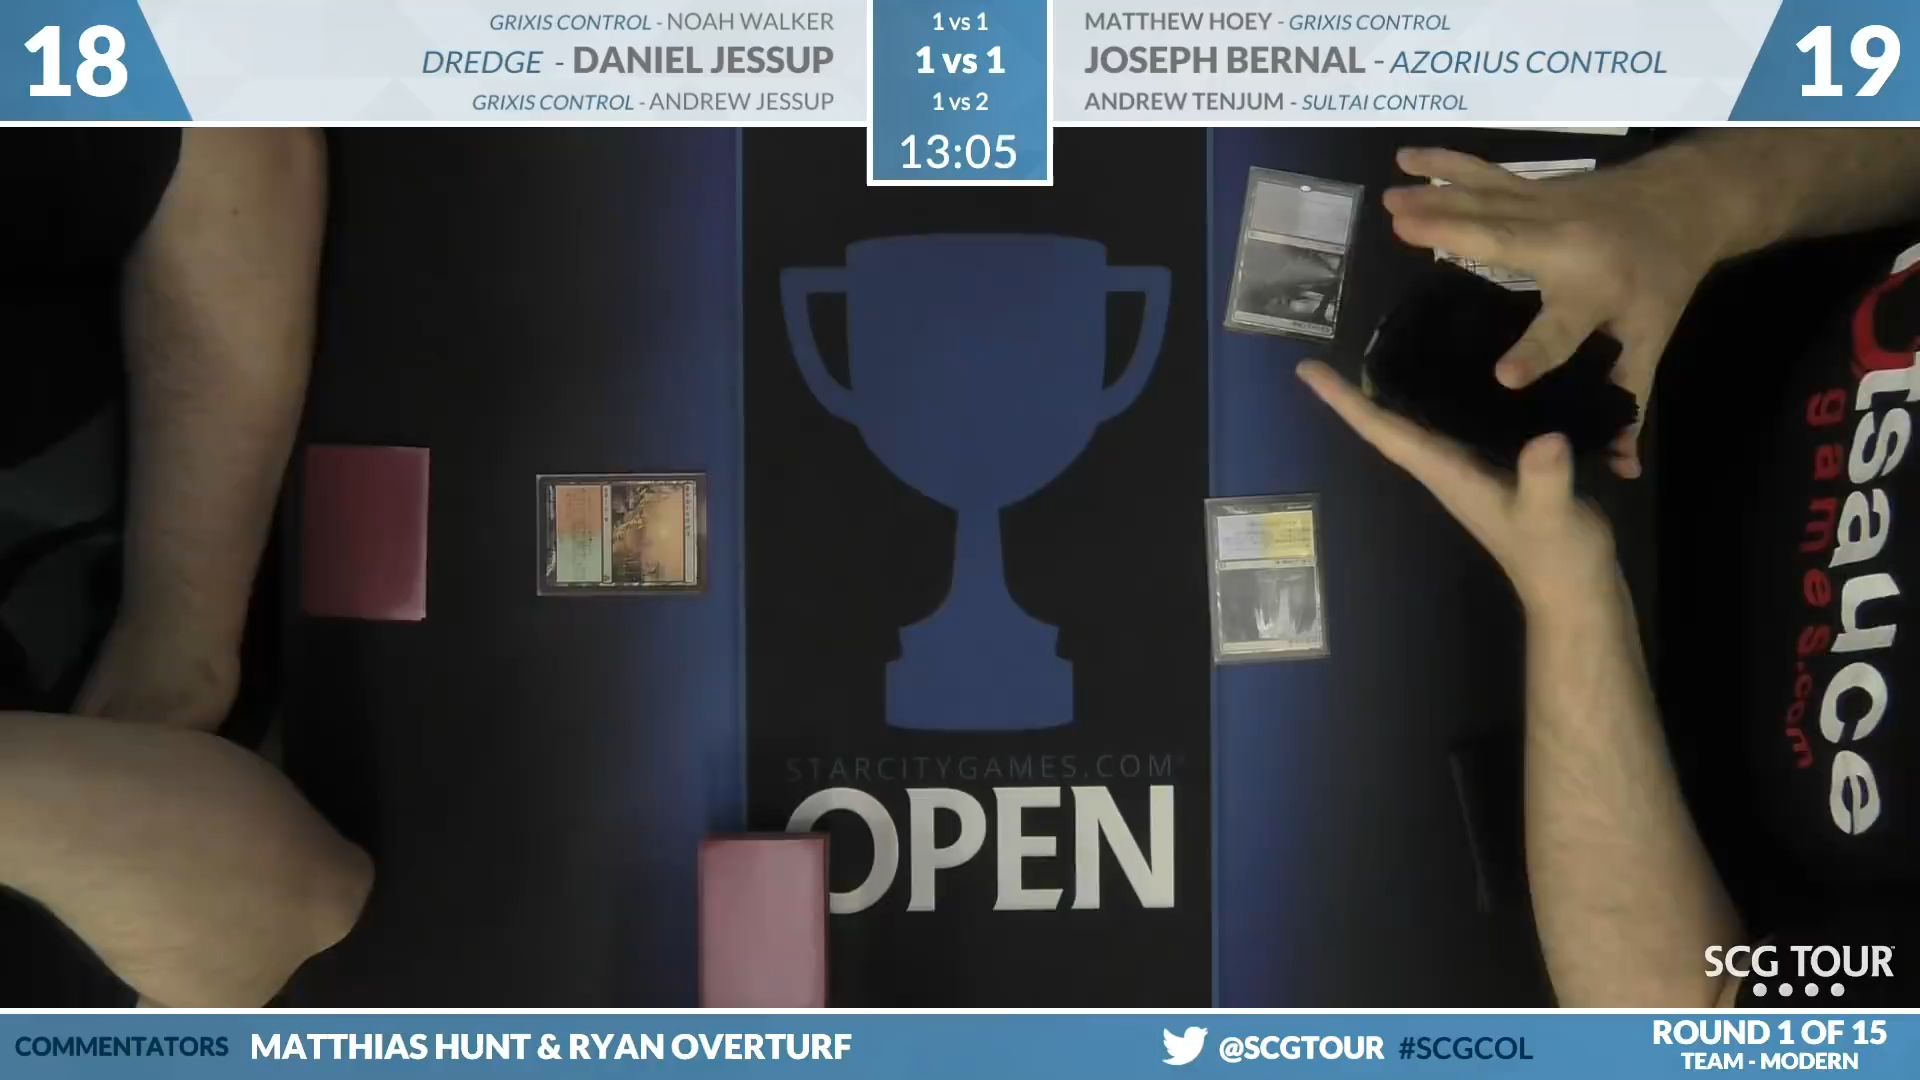 18
GRIXIS CONTROL - NOAH WALKER
DREDGE - DANIEL JESSUP
GRIXIS CONTROL - ANDREW JESSUP
1 vs 1
1 vs 1
1 vs 2
13:05
MATTHEW HOEY - GRIXIS CONTROL
JOSEPH BERNAL - AZORIUS CONTROL
ANDREW TENJUM - SULTAI CONTROL
19
tsauce
games.com
STARCITYGAMES.COM
OPEN
SCG TOUR
COMMENTATORS MATTHIAS HUNT & RYAN OVERTURF
@SCGTOUR #SCGCOL
ROUND 1 OF 15
TEAM - MODERN